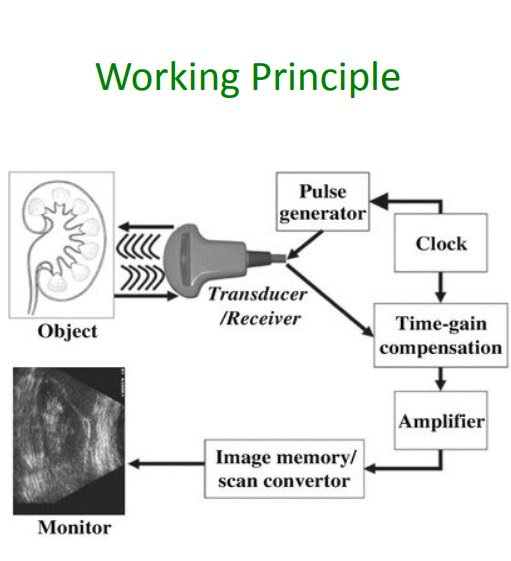 Working Principle
Pulse
generator
Clock
Transducer
/Receiver
Object
Time-gain
compensation
Amplifier
Image memory/
scan convertor
Monitor